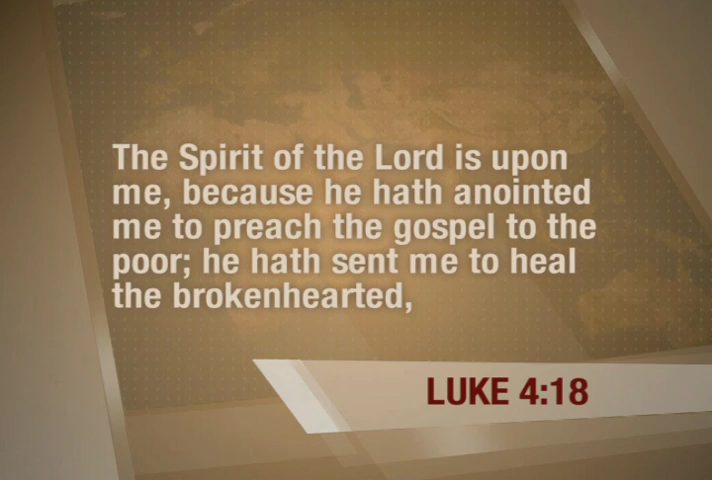 The Spirit of the Lord is upon
me, because he hath anointed
me to preach the gospel to the
poor; he hath sent me to heal
the brokenhearted,
LUKE 4:18